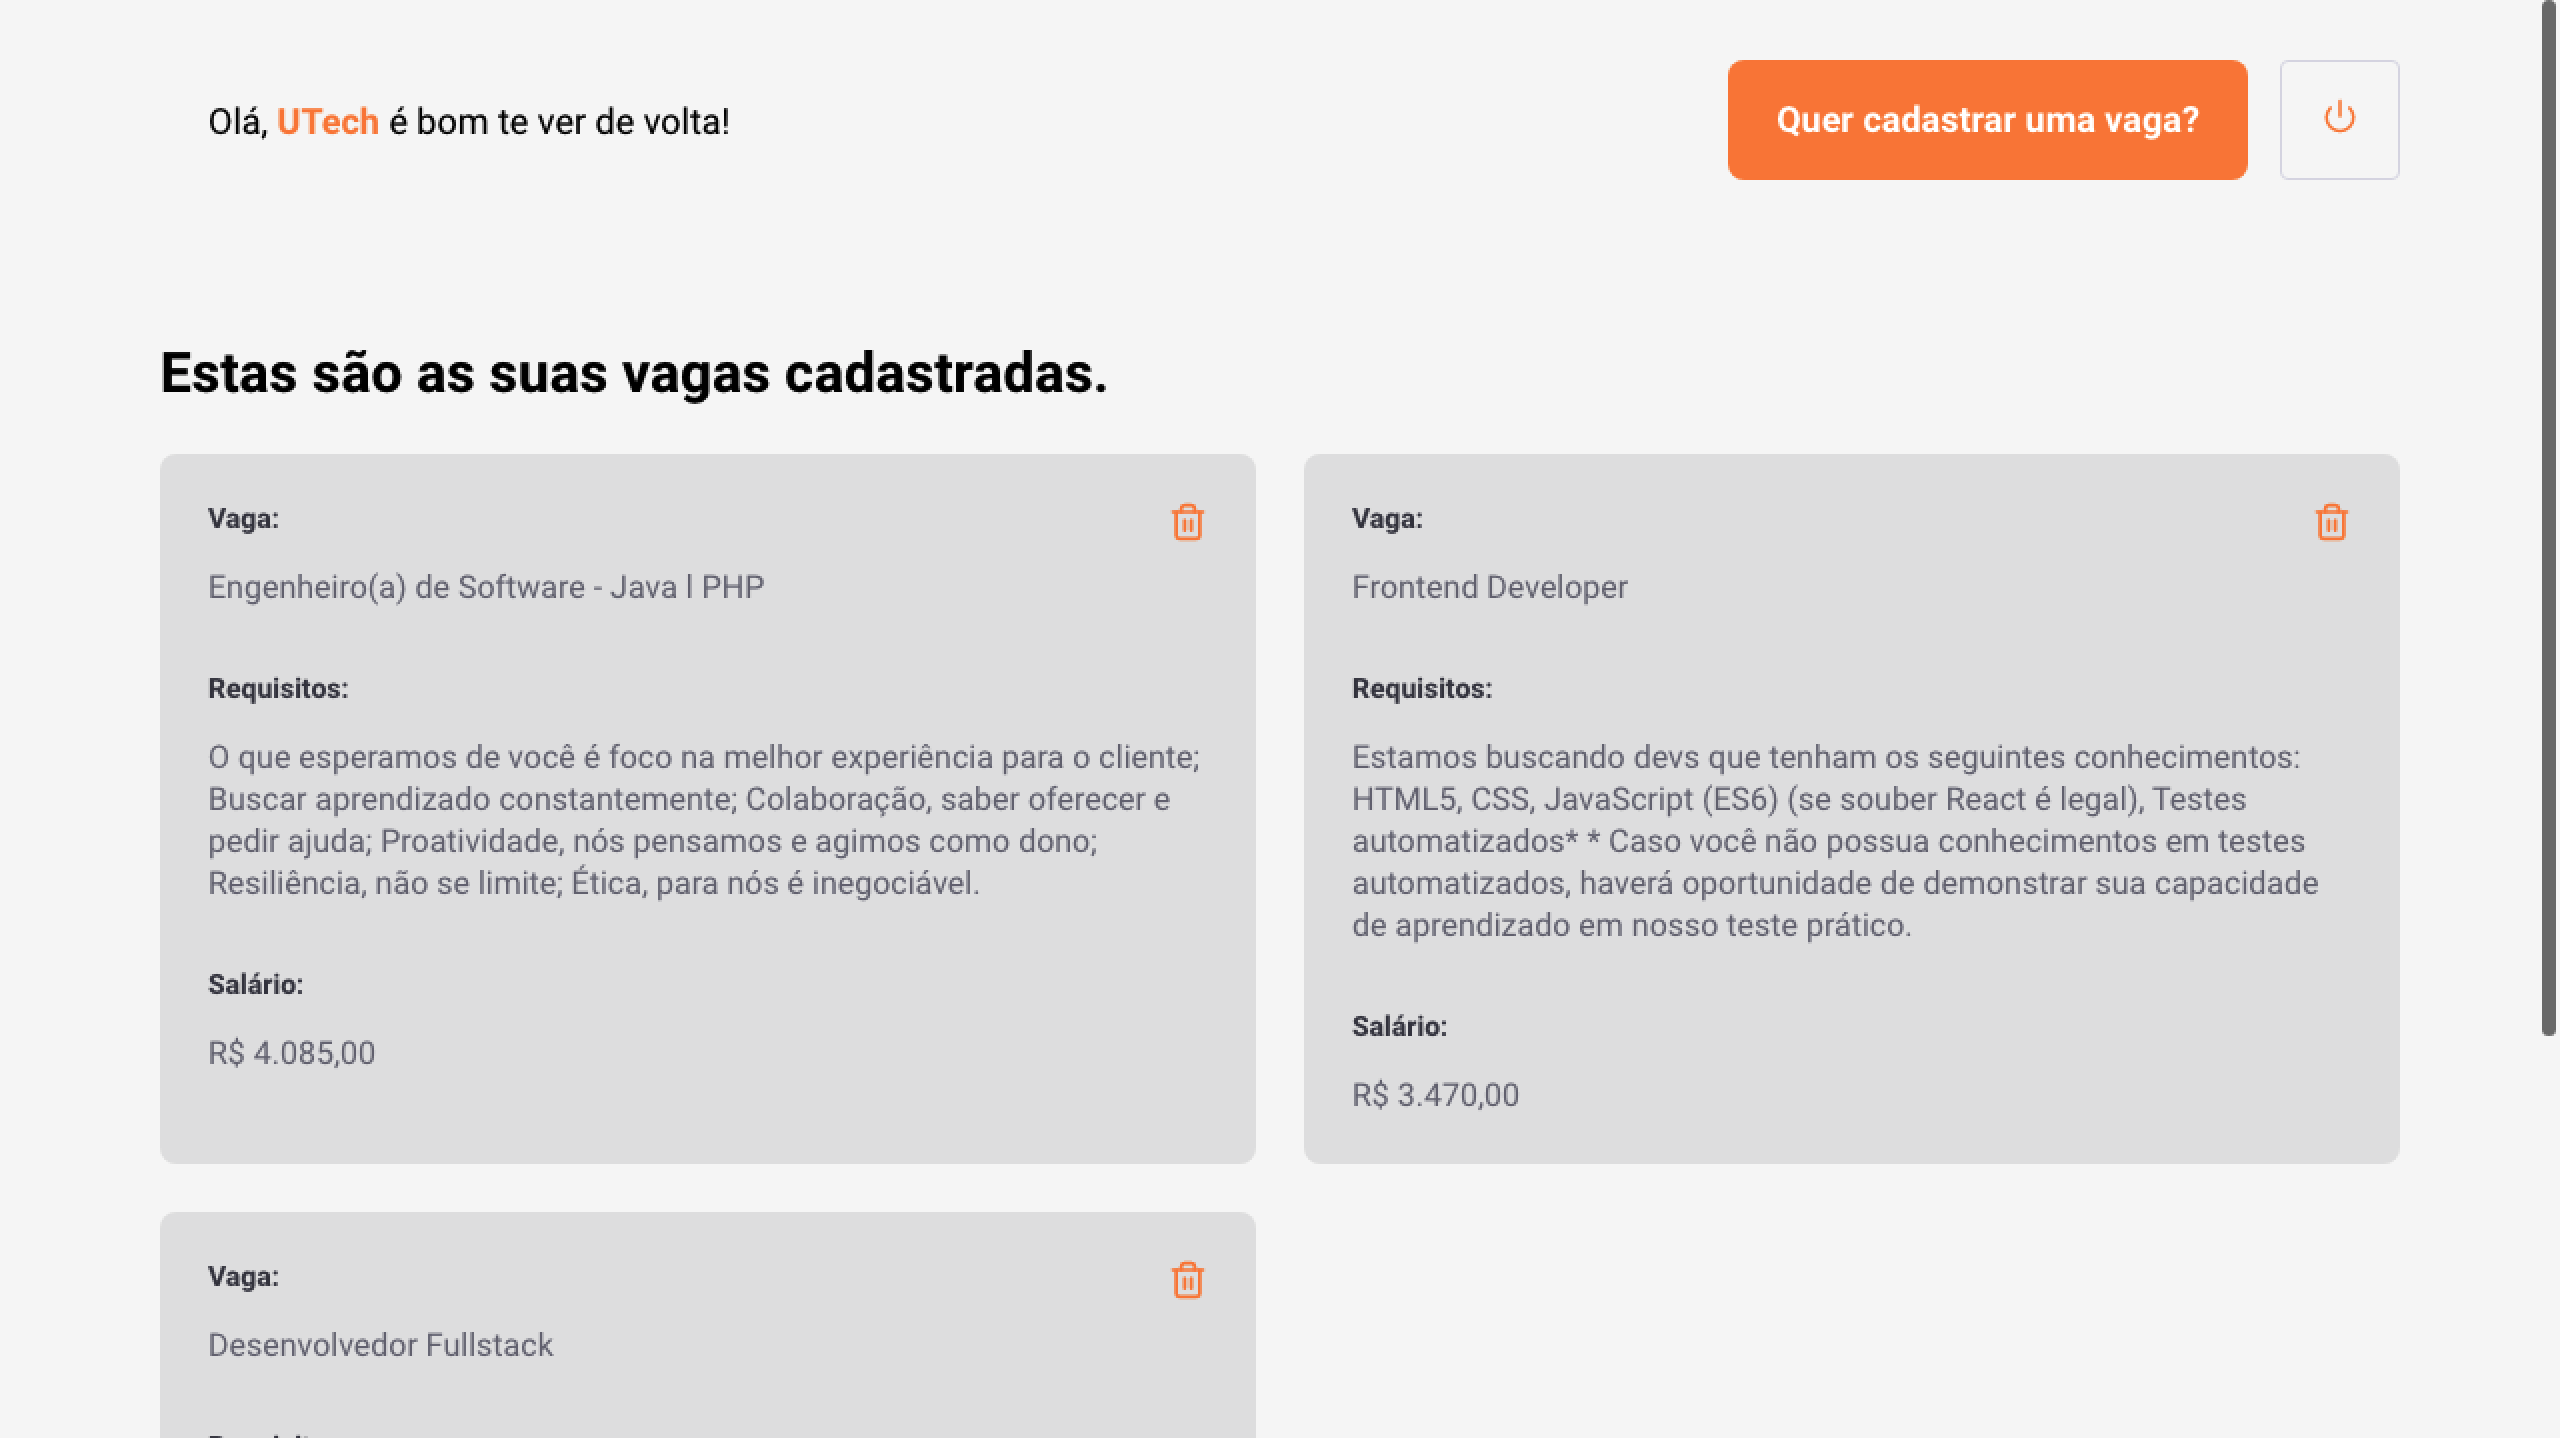 Olá, UTech é bom te ver de volta!
Quer cadastrar uma vaga?
Estas são as suas vagas cadastradas.
Vaga:
Engenheiro(a) de Software - Java l PHP
Requisitos:
O que esperamos de você é foco na melhor experiência para o cliente;
Buscar aprendizado constantemente; Colaboração, saber oferecer e
pedir ajuda; Proatividade, nós pensamos e agimos como dono;
Resiliência, não se limite; Ética, para nós é inegociável.
Salário:
R$ 4.085,00
Vaga:
Frontend Developer
Requisitos:
Estamos buscando devs que tenham os seguintes conhecimentos:
HTML5, CSS, JavaScript (ES6) (se souber React é legal), Testes
automatizados* * Caso você não possua conhecimentos em testes
automatizados, haverá oportunidade de demonstrar sua capacidade
de aprendizado em nosso teste prático.
Salário:
R$ 3.470,00
Vaga:
Desenvolvedor Fullstack